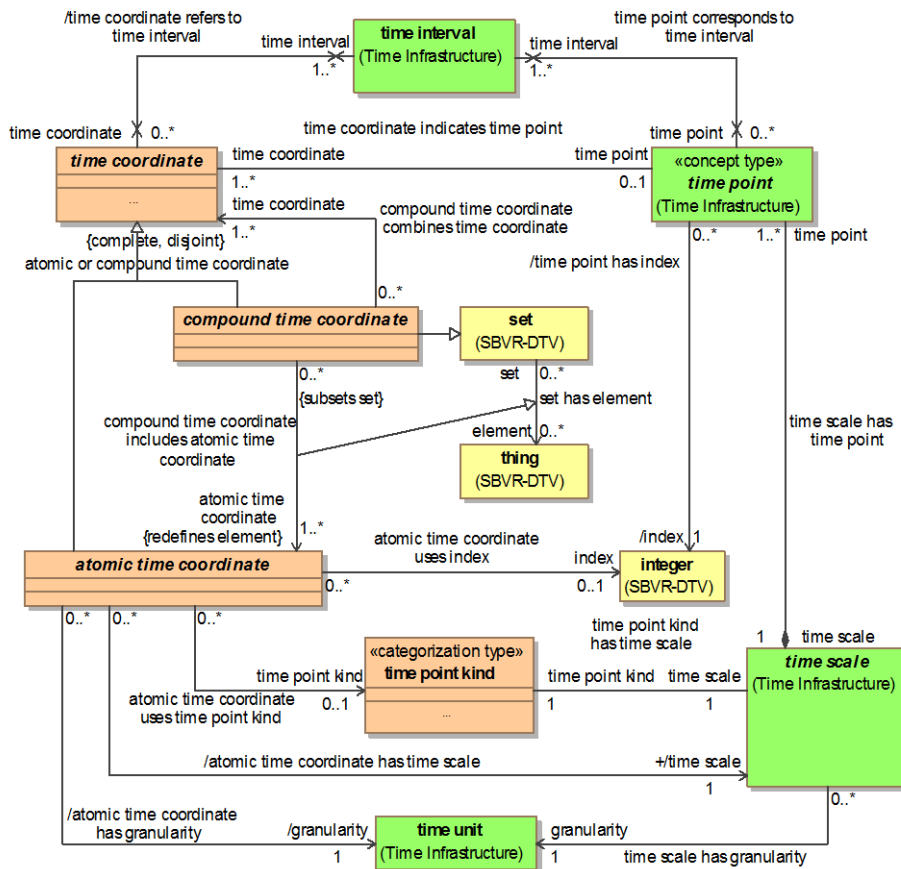 /time coordinate refers to
time interval
time interval
1..*
time interval
(Time Infrastructure)
time interval
1..*
time point corresponds to
time interval
time coordinate
0..*
time point
0..*
time coordinate indicates time point
time coordinate
...
time coordinate
1..*
time point
0..1
«concept type»
time point
(Time Infrastructure)
time coordinate
1..*
compound time coordinate
combines time coordinate
0..*
1..*
time point
{complete, disjoint}
atomic or compound time coordinate
/time point has index
0..*
compound time coordinate
set
(SBVR-DTV)
0..*
{subsets set}
set
0..*
set has element
compound time coordinate
includes atomic time
coordinate
time scale has
time point
element
0..*
thing
(SBVR-DTV)
atomic time
coordinate
1..*
{redefines element}
atomic time coordinate
uses index
/index
1
atomic time coordinate
0..*
index
0..1
integer
(SBVR-DTV)
0..*
0..*
0..*
time point kind
has time scale
1
time scale
«categorization type»
time point kind
...
time point kind
0..1
atomic time coordinate
uses time point kind
time point kind
1
time scale
1
time scale
(Time Infrastructure)
/atomic time coordinate has time scale
+/time scale
1
0..*
/atomic time coordinate
has granularity
/granularity
1
time unit
(Time Infrastructure)
granularity
1
time scale has granularity